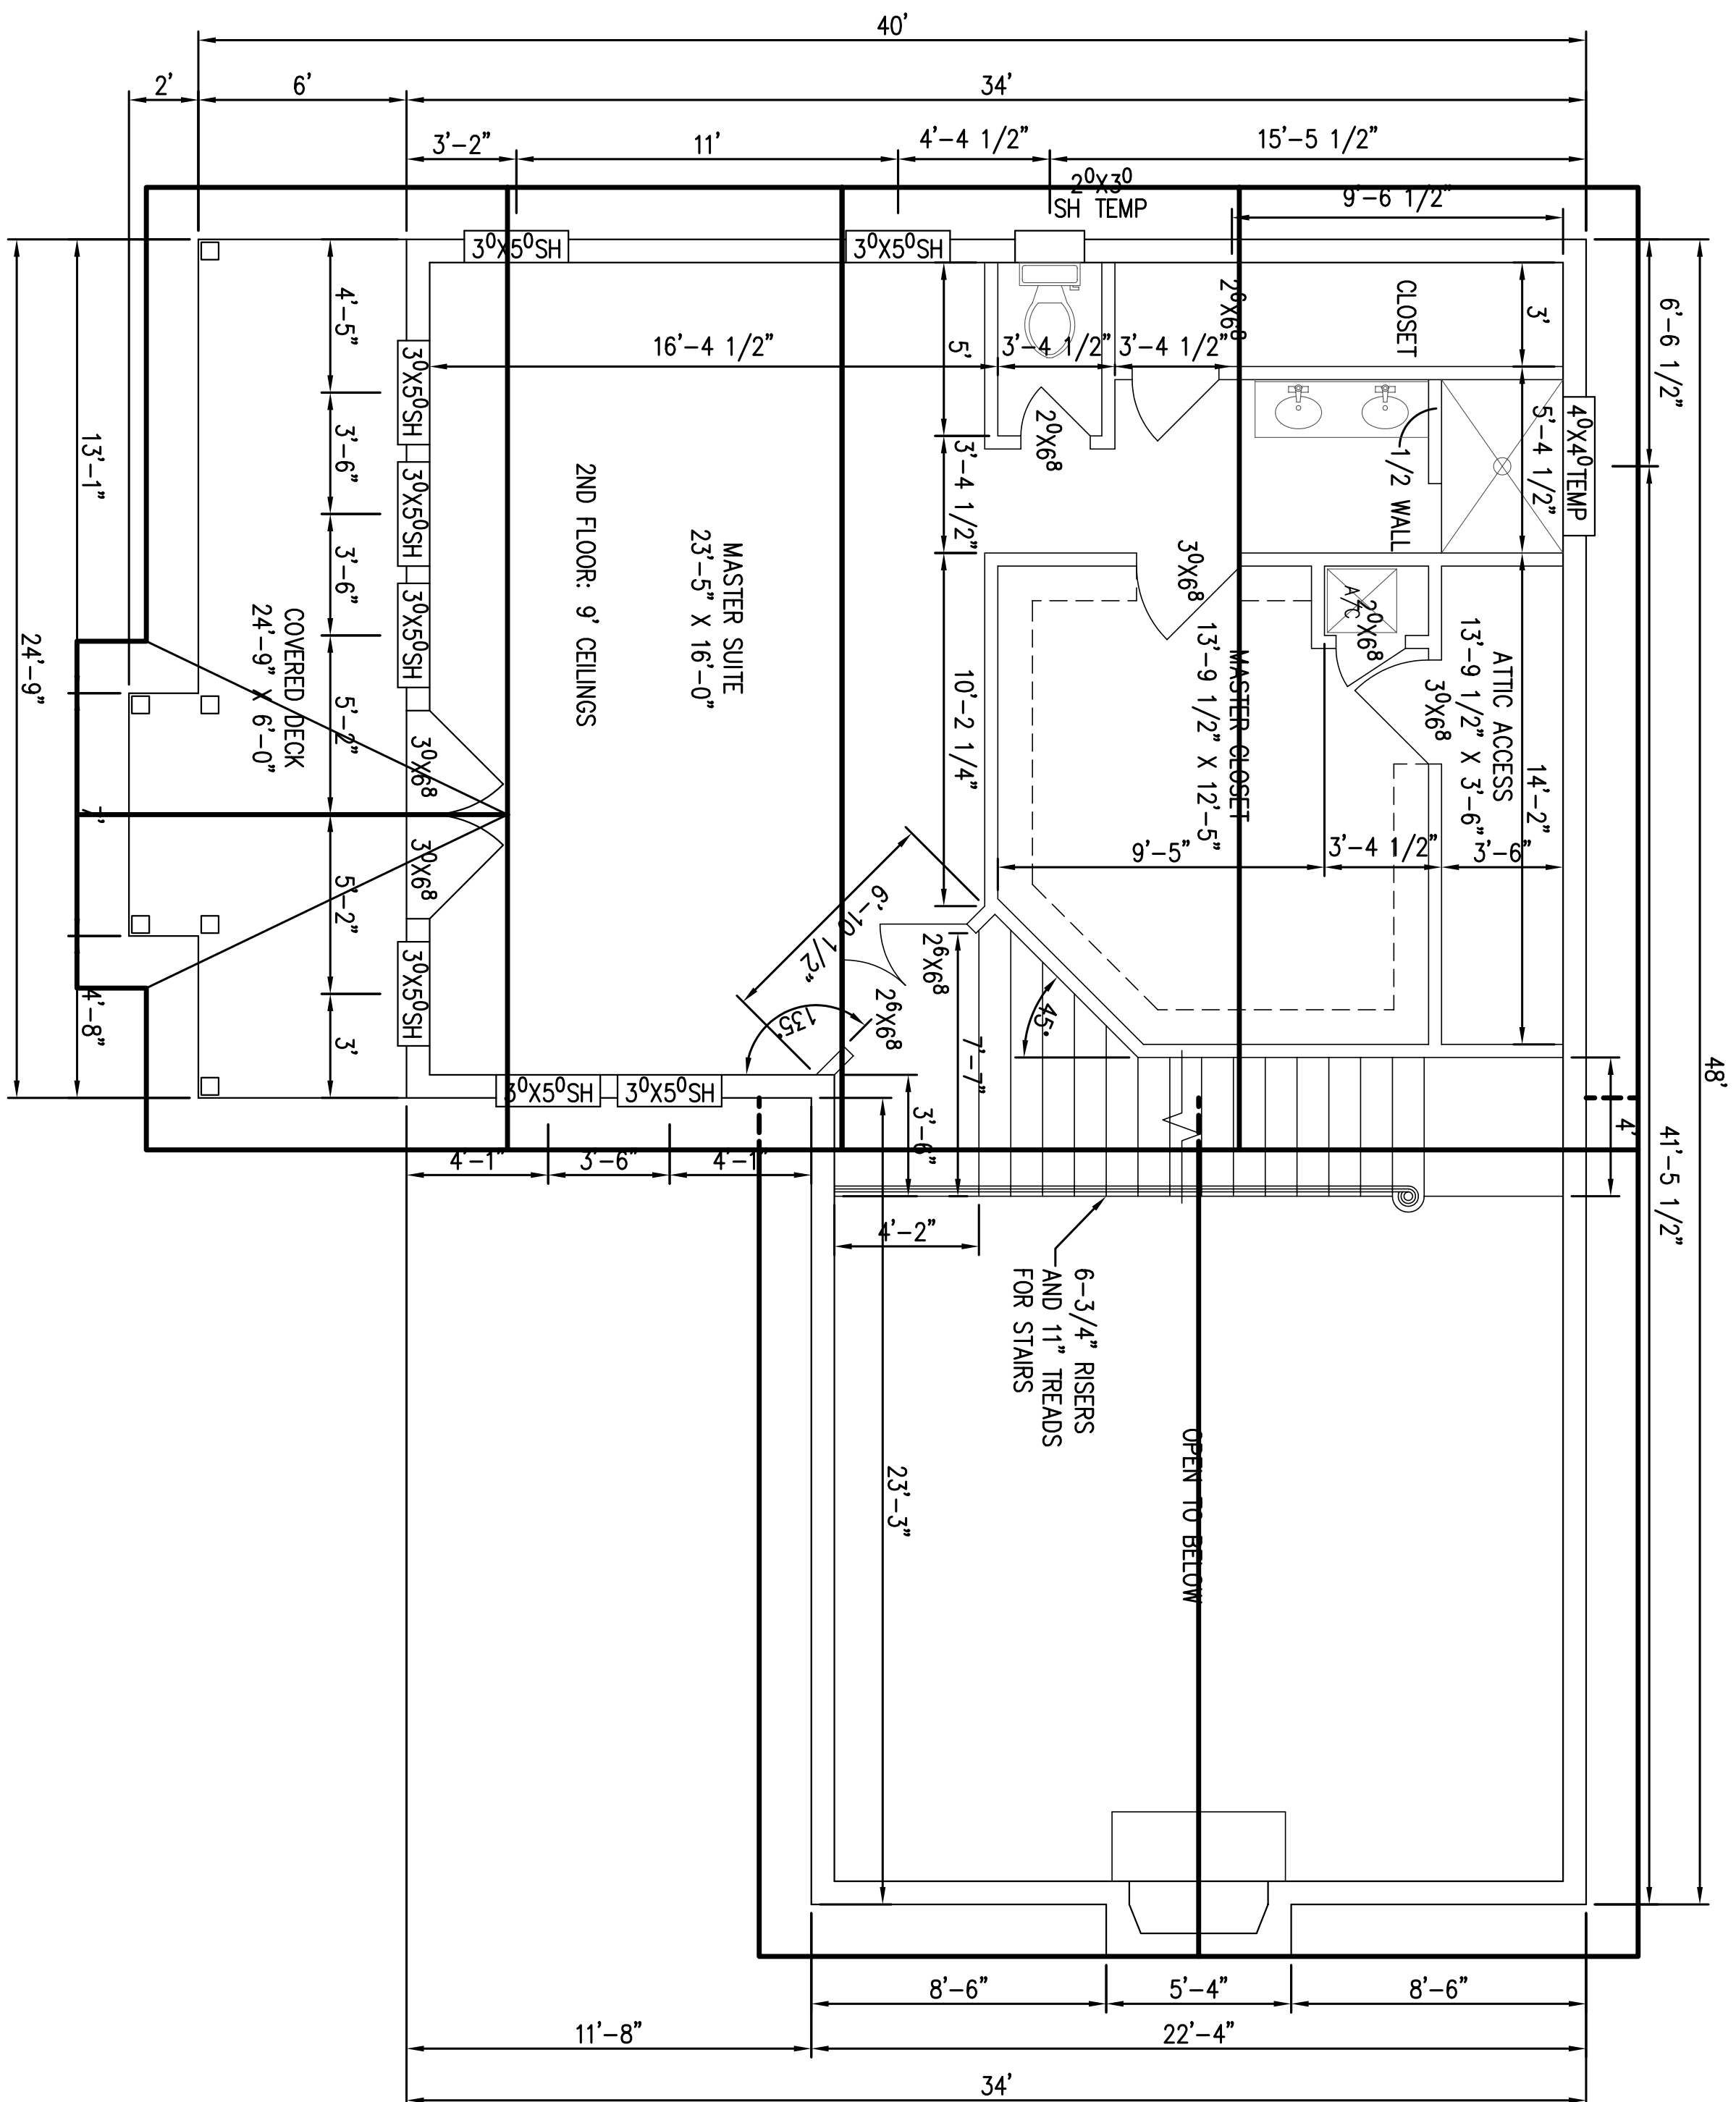 40'
2'
6'
34'
3'-2"
11'
4'-4 1/2"
15'-5 1/2"
2⁰X3⁰
SH TEMP
9'-6 1/2"
3⁰X5⁰SH
3⁰X5⁰SH
2⁶X6⁸
CLOSET
3'
6'-6 1/2"
48'
41'-5 1/2"
4'
4⁰X4⁰TEMP
5'-4 1/2"
1/2 WALL
16'-4 1/2"
5'
3'-4 1/2"
3'-4 1/2"
2⁰X6⁸
3'-4 1/2"
3⁰X6⁸
4'-5"
3'-6"
3'-6"
5'-2"
5'-2"
3'
3⁰X5⁰SH
3⁰X5⁰SH
3⁰X5⁰SH
3⁰X5⁰SH
3⁰X6⁸
3⁰X6⁸
13'-1"
4'-8"
24'-9"
COVERED DECK
24'-9" X 6'-0"
2ND FLOOR: 9' CEILINGS
MASTER SUITE
23'-5" X 16'-0"
MASTER CLOSET
13'-9 1/2" X 12'-5"
A/C
2⁰X6⁸
ATTIC ACCESS
13'-9 1/2" X 3'-6"
3⁰X6⁸
14'-2"
10'-2 1/4"
9'-5"
3'-4 1/2"
3'-6"
6'-10 1/2"
135°
45°
2⁶X6⁸
2⁶X6⁸
7'-7"
3'-6"
3⁰X5⁰SH
3⁰X5⁰SH
4'-1"
3'-6"
4'-1"
4'-2"
6-3/4" RISERS
AND 11" TREADS
FOR STAIRS
OPEN TO BELOW
23'-3"
8'-6"
5'-4"
8'-6"
11'-8"
22'-4"
34'